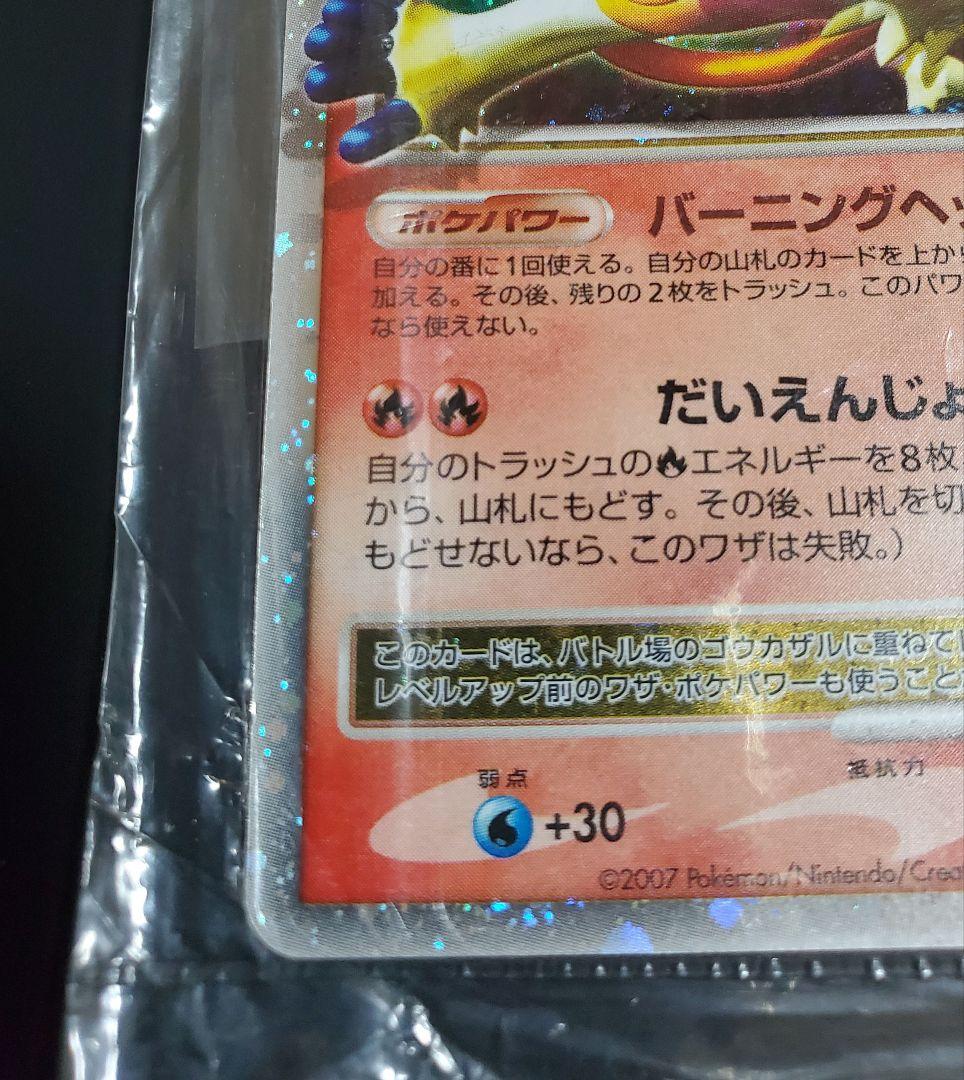 ポケパワー バーニングヘッ
自分の番に1回使える。自分の山札のカードを上から
加える。その後、残りの2枚をトラッシュ。このパワ
なら使えない。
だいえんじょ
自分のトラッシュのエネルギーを8枚
から、山札にもどす。その後、山札を切
もどせないなら、このワザは失敗。)
このカードは、バトル場のゴウカザルに重ねて
レベルアップ前のワザ・ポケパワーも使うこと
弱点 抵抗力
+30
©2007 Pokémon/Nintendo/Creat